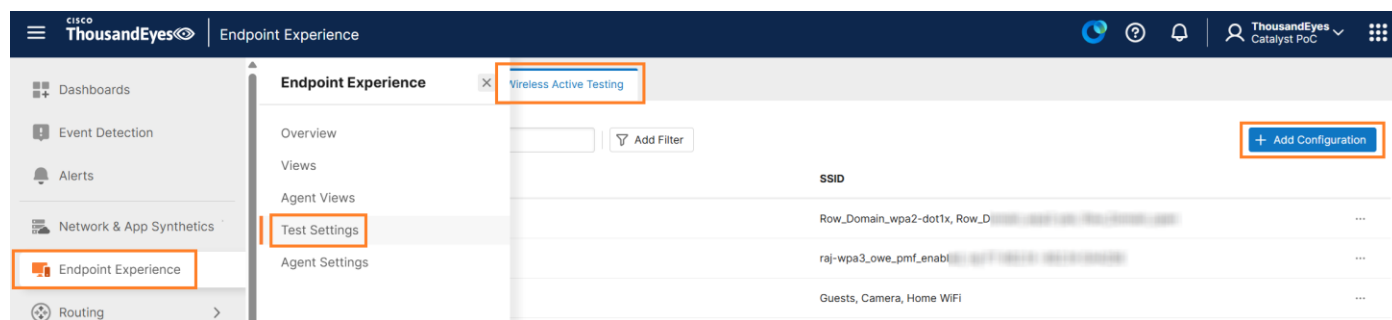 CISCO
ThousandEyes
Endpoint Experience
ThousandEyes
Catalyst PoC
Dashboards
Event Detection
Alerts
Network & App Synthetics
Endpoint Experience
Routing
Endpoint Experience
Overview
Views
Agent Views
Test Settings
Agent Settings
Wireless Active Testing
Add Filter
+ Add Configuration
SSID
Row_Domain_wpa2-dot1x, Row_D
raj-wpa3_owe_pmf_enabl
Guests, Camera, Home WiFi